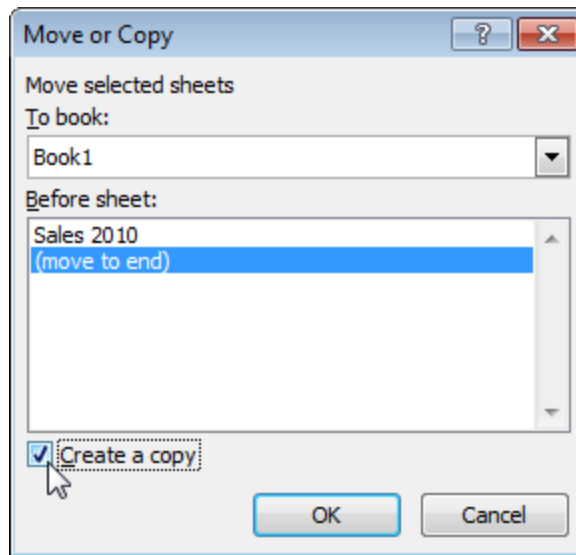 Move or Copy
Move selected sheets
To book:
Book1
Before sheet:
Sales 2010
(move to end)
Create a copy
OK
Cancel